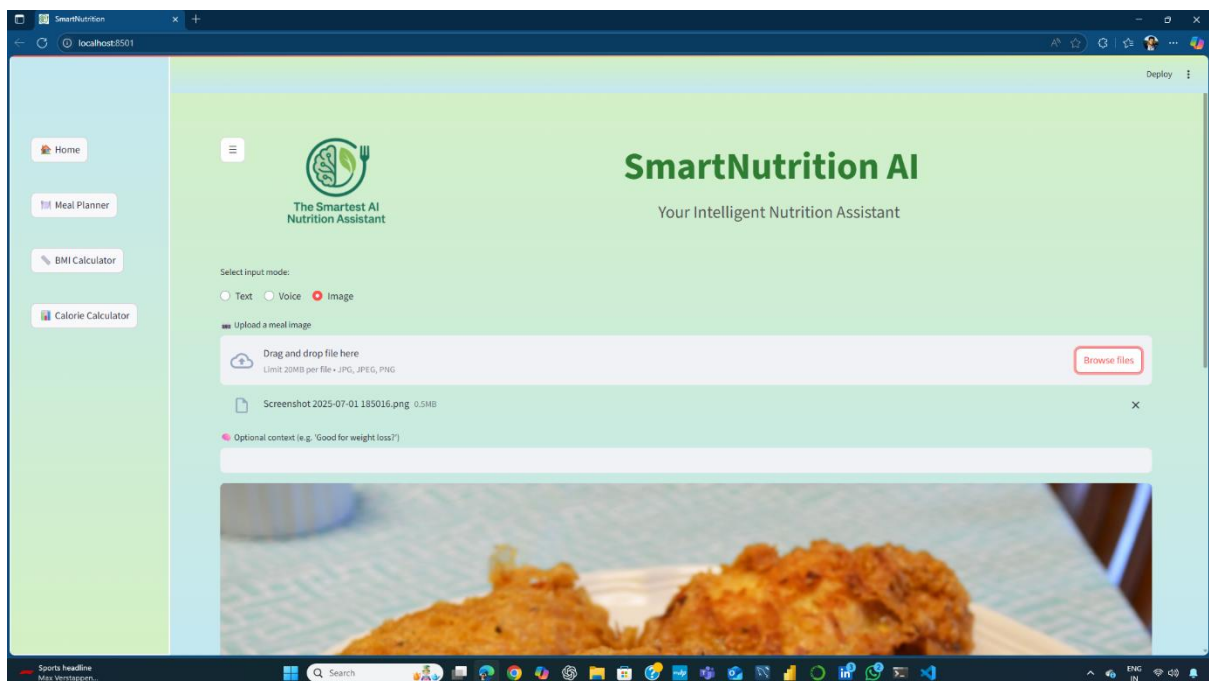 SmartNutrition
localhost:8501
Deploy
Home
Meal Planner
BMI Calculator
Calorie Calculator
The Smartest AI
Nutrition Assistant
SmartNutrition AI
Your Intelligent Nutrition Assistant
Select input mode:
Text Voice Image
Upload a meal image
Drag and drop file here
Limit 20MB per file • JPG, JPEG, PNG
Browse files
Screenshot 2025-07-01 185016.png 0.5MB
Optional context (e.g. 'Good for weight loss?')
Sports headline
Max Verstappen...
Search
ENG
IN